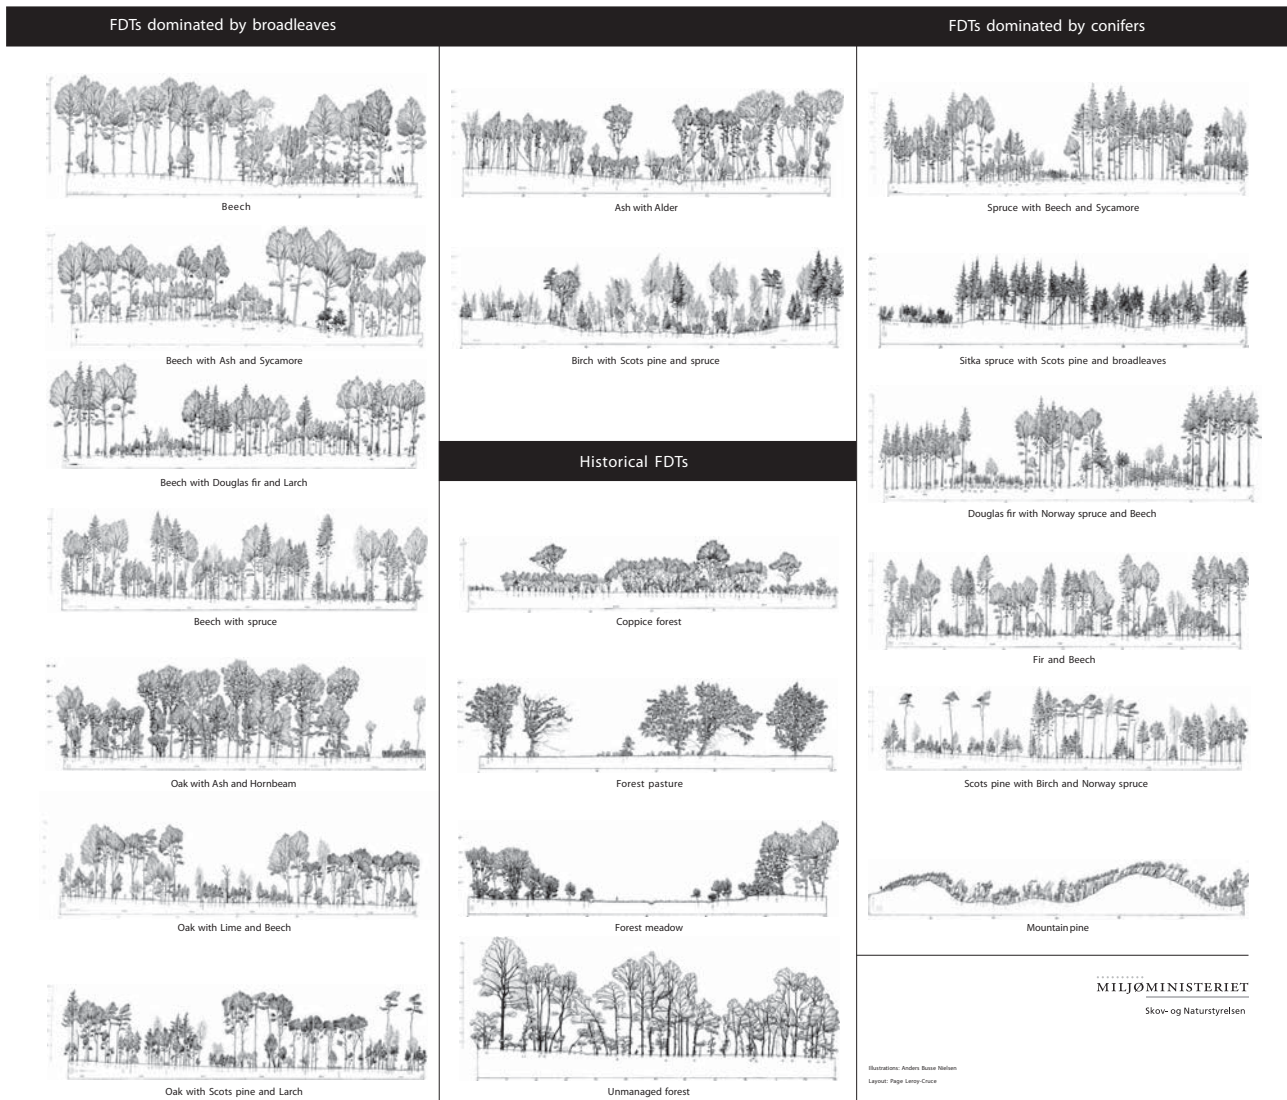 FDTs dominated by broadleaves
Beech
Beech with Ash and Sycamore
Beech with Douglas fir and Larch
Beech with spruce
Oak with Ash and Hornbeam
Oak with Lime and Beech
Oak with Scots pine and Larch
Ash with Alder
Birch with Scots pine and spruce
Historical FDTs
Coppice forest
Forest pasture
Forest meadow
Unmanaged forest
FDTs dominated by conifers
Spruce with Beech and Sycamore
Sitka spruce with Scots pine and broadleaves
Douglas fir with Norway spruce and Beech
Fir and Beech
Scots pine with Birch and Norway spruce
Mountain pine
MILJØMINISTERIET
Skov- og Naturstyrelsen
Illustrations: Anders Busse Nielsen
Layout: Page Leroy-Cruce